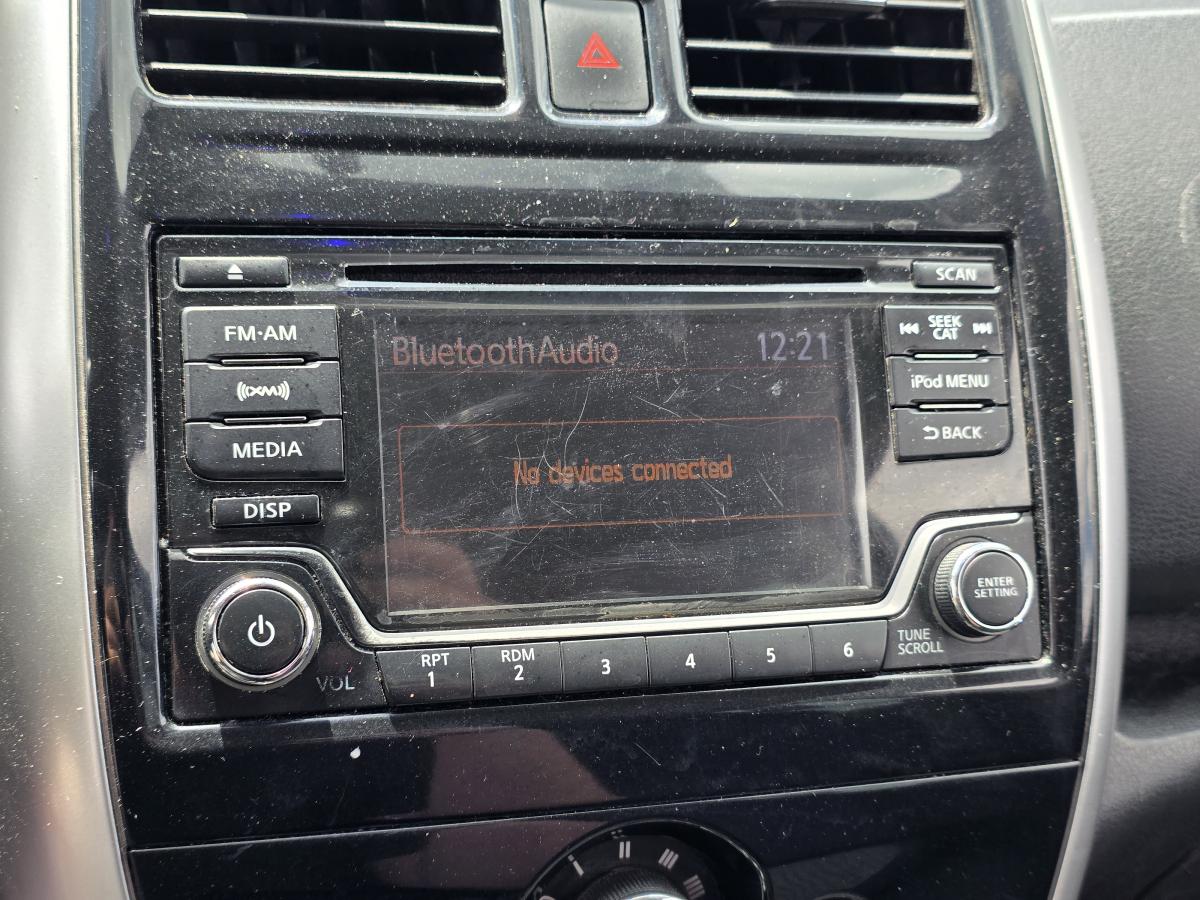 SCAN
FM·AM
BluetoothAudio 12:21
SEEK
CAT
((XM))
iPod MENU
MEDIA
No devices connected
BACK
DISP
ENTER
SETTING
TUNE
SCROLL
VOL
RPT
1
RDM
2
3
4
5
6